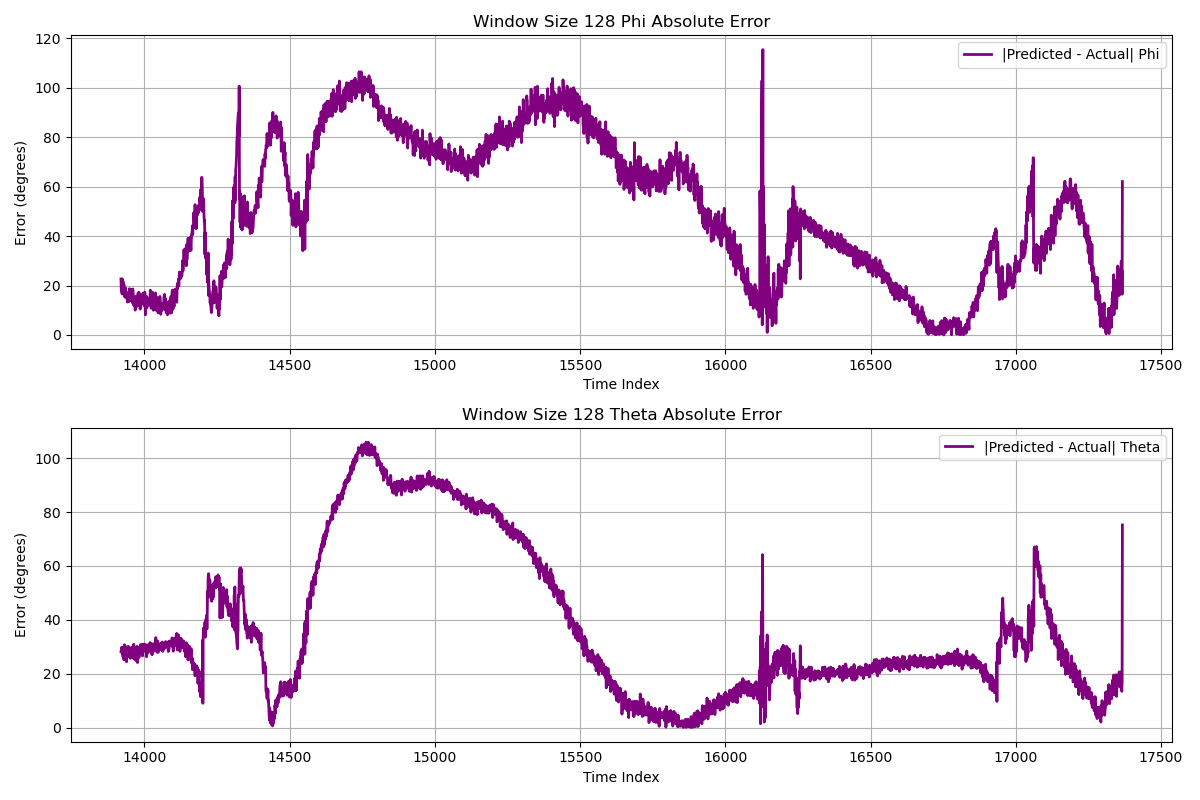 Window Size 128 Phi Absolute Error
|Predicted - Actual| Phi
Error (degrees)
120
100
80
60
40
20
0
14000 14500 15000 15500 16000 16500 17000 17500
Time Index
Window Size 128 Theta Absolute Error
|Predicted - Actual| Theta
Error (degrees)
100
80
60
40
20
0
14000 14500 15000 15500 16000 16500 17000 17500
Time Index